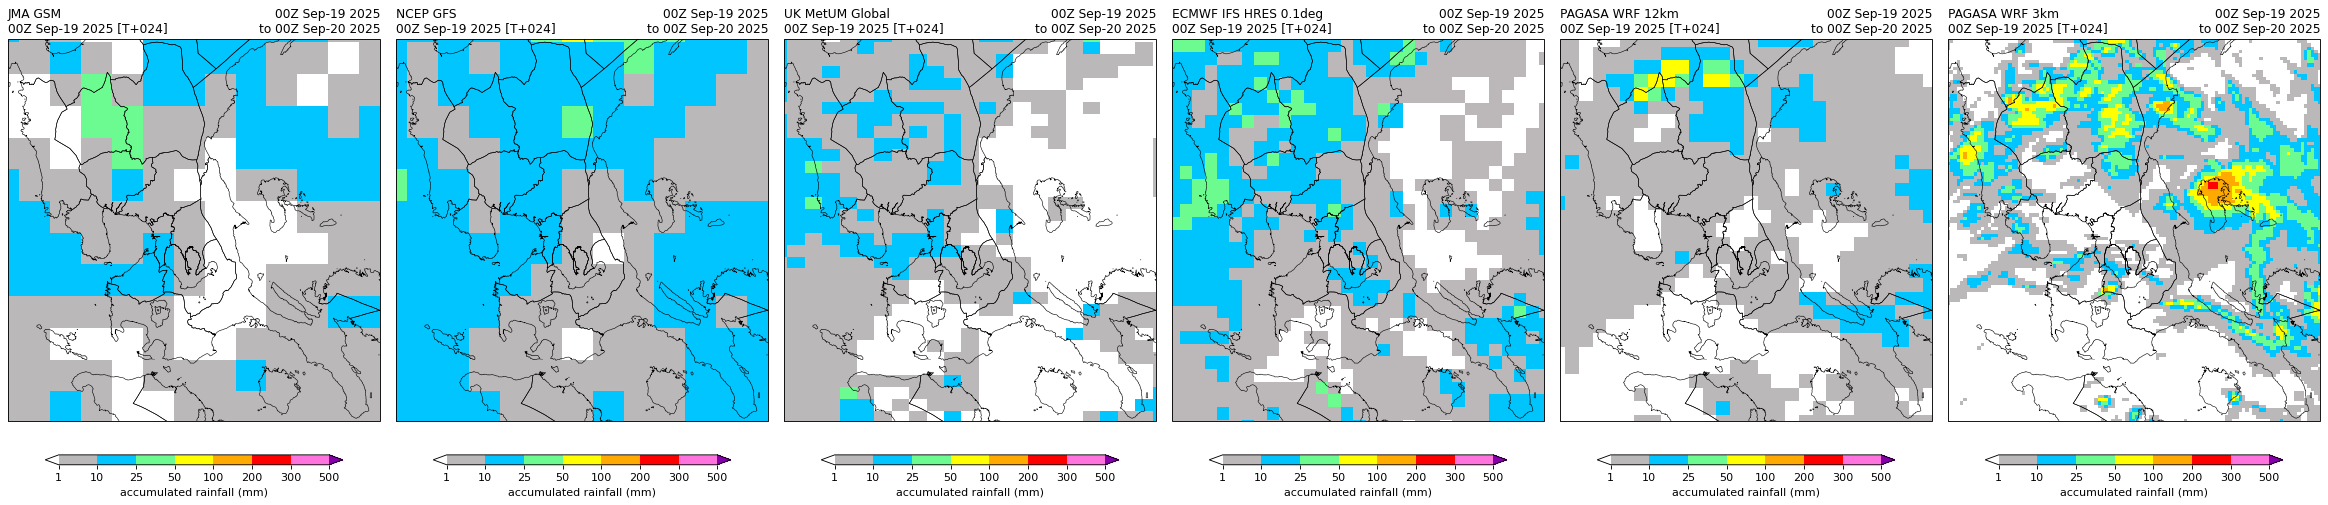 JMA GSM 00Z Sep-19 2025
00Z Sep-19 2025 [T+024] to 00Z Sep-20 2025
1 10 25 50 100 200 300 500
accumulated rainfall (mm)
NCEP GFS 00Z Sep-19 2025
00Z Sep-19 2025 [T+024] to 00Z Sep-20 2025
1 10 25 50 100 200 300 500
accumulated rainfall (mm)
UK MetUM Global 00Z Sep-19 2025
00Z Sep-19 2025 [T+024] to 00Z Sep-20 2025
1 10 25 50 100 200 300 500
accumulated rainfall (mm)
ECMWF IFS HRES 0.1deg 00Z Sep-19 2025
00Z Sep-19 2025 [T+024] to 00Z Sep-20 2025
1 10 25 50 100 200 300 500
accumulated rainfall (mm)
PAGASA WRF 12km 00Z Sep-19 2025
00Z Sep-19 2025 [T+024] to 00Z Sep-20 2025
1 10 25 50 100 200 300 500
accumulated rainfall (mm)
PAGASA WRF 3km 00Z Sep-19 2025
00Z Sep-19 2025 [T+024] to 00Z Sep-20 2025
1 10 25 50 100 200 300 500
accumulated rainfall (mm)